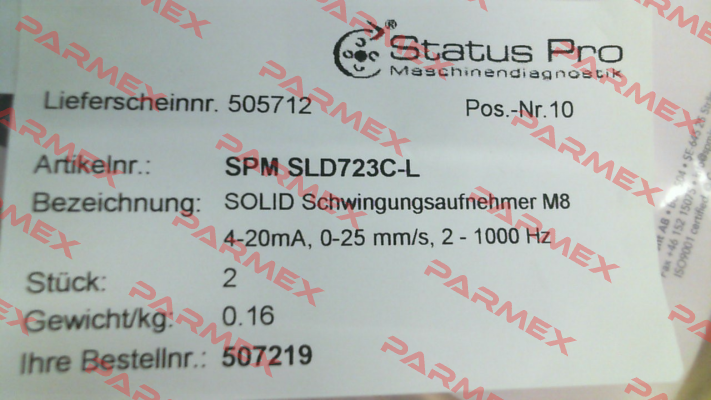 Status Pro ®
Maschinendiagnostik
Lieferscheinnr. 505712 Pos.-Nr.10
Artikelnr.: SPM SLD723C-L
Bezeichnung: SOLID Schwingungsaufnehmer M8
4-20mA, 0-25 mm/s, 2 - 1000 Hz
Stück: 2
Gewicht/kg: 0.16
Ihre Bestellnr.: 507219
PARMEX